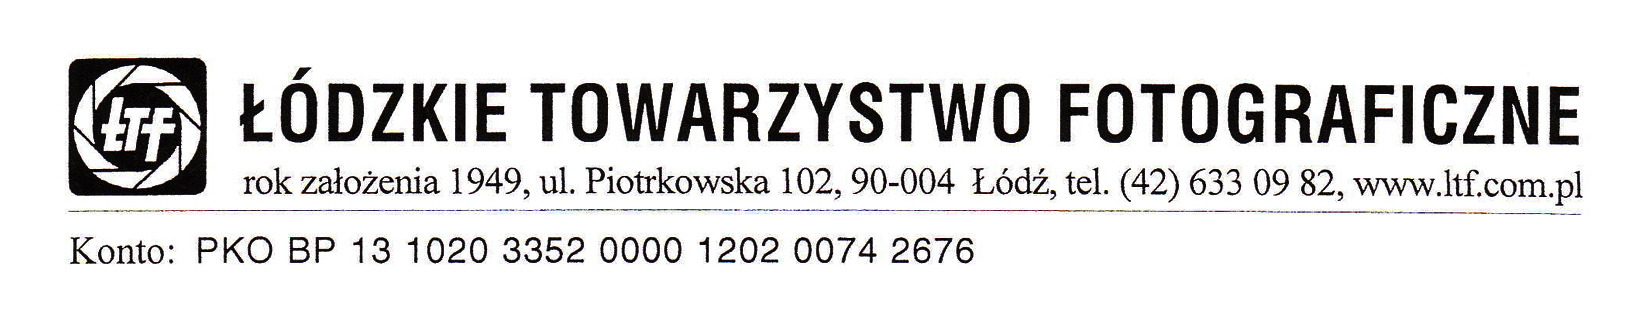 ŁTF
ŁÓDZKIE TOWARZYSTWO FOTOGRAFICZNE
rok założenia 1949, ul. Piotrkowska 102, 90-004 Łódź, tel. (42) 633 09 82, www.ltf.com.pl
Konto: PKO BP 13 1020 3352 0000 1202 0074 2676